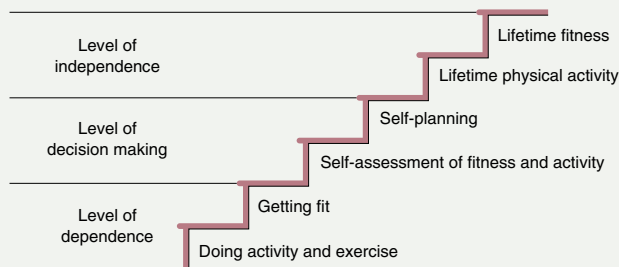 Lifetime fitness
Level of
independence
Lifetime physical activity
Self-planning
Level of
decision making
Self-assessment of fitness and activity
Getting fit
Level of
dependence
Doing activity and exercise